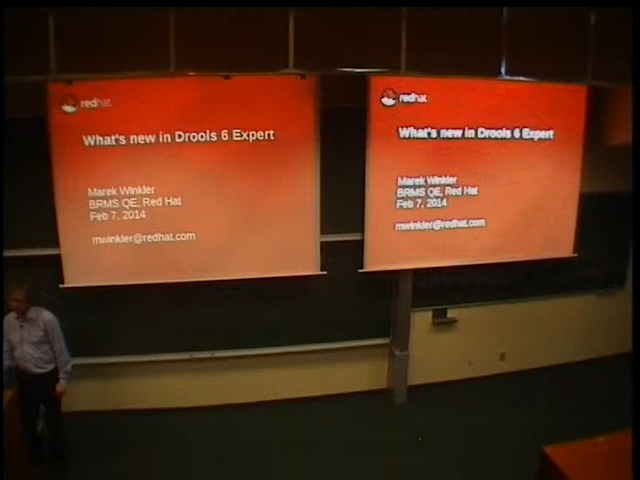 redhat
What's new in Drools 6 Expert
Marek Winkler
BRMS QE, Red Hat
Feb 7, 2014
mwinkler@redhat.com
redhat
What's new in Drools 6 Expert
Marek Winkler
BRMS QE, Red Hat
Feb 7, 2014
mwinkler@redhat.com